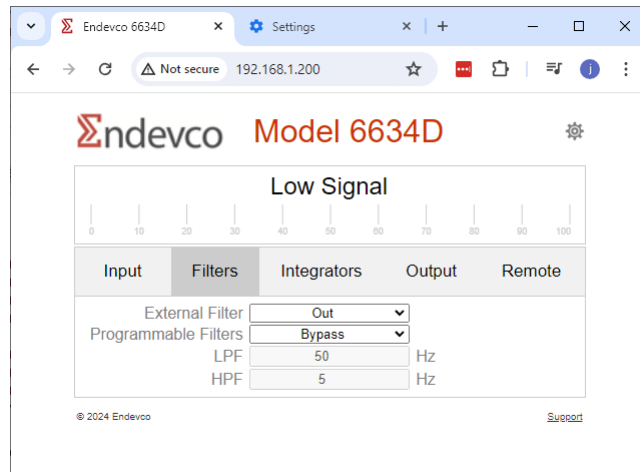 Endevco 6634D Settings
Not secure 192.168.1.200 j
Endevco Model 6634D
Low Signal
0 10 20 30 40 50 60 70 80 90 100
Input Filters Integrators Output Remote
External Filter Out
Programmable Filters Bypass
LPF 50 Hz
HPF 5 Hz
© 2024 Endevco Support